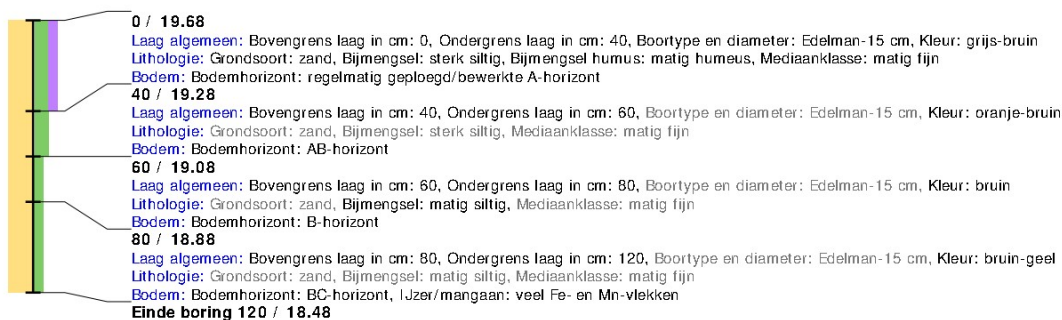 0 / 19.68
Laag algemeen: Bovengrens laag in cm: 0, Ondergrens laag in cm: 40, Boortype en diameter: Edelman-15 cm, Kleur: grijs-bruin
Lithologie: Grondsoort: zand, Bijmengsel: sterk siltig, Bijmengsel humus: matig humeus, Mediaanklasse: matig fijn
Bodem: Bodemhorizont: regelmatig geploegd/bewerkte A-horizont
40 / 19.28
Laag algemeen: Bovengrens laag in cm: 40, Ondergrens laag in cm: 60, Boortype en diameter: Edelman-15 cm, Kleur: oranje-bruin
Lithologie: Grondsoort: zand, Bijmengsel: sterk siltig, Mediaanklasse: matig fijn
Bodem: Bodemhorizont: AB-horizont
60 / 19.08
Laag algemeen: Bovengrens laag in cm: 60, Ondergrens laag in cm: 80, Boortype en diameter: Edelman-15 cm, Kleur: bruin
Lithologie: Grondsoort: zand, Bijmengsel: matig siltig, Mediaanklasse: matig fijn
Bodem: Bodemhorizont: B-horizont
80 / 18.88
Laag algemeen: Bovengrens laag in cm: 80, Ondergrens laag in cm: 120, Boortype en diameter: Edelman-15 cm, Kleur: bruin-geel
Lithologie: Grondsoort: zand, Bijmengsel: matig siltig, Mediaanklasse: matig fijn
Bodem: Bodemhorizont: BC-horizont, IJzer/mangaan: veel Fe- en Mn-vlekken
Einde boring 120 / 18.48